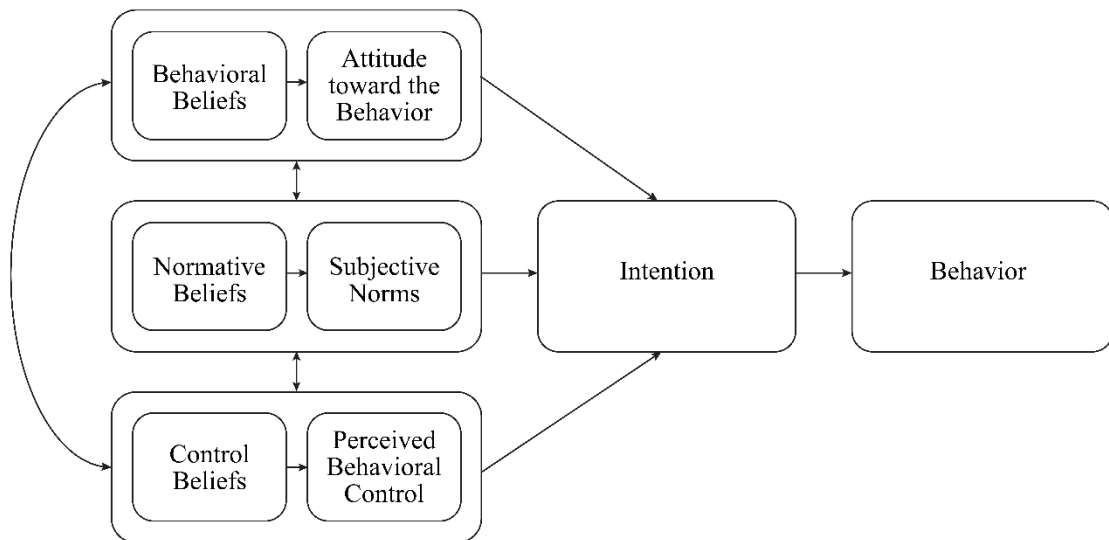 Behavioral
Beliefs
Attitude
toward the
Behavior
Normative
Beliefs
Subjective
Norms
Intention
Behavior
Control
Beliefs
Perceived
Behavioral
Control